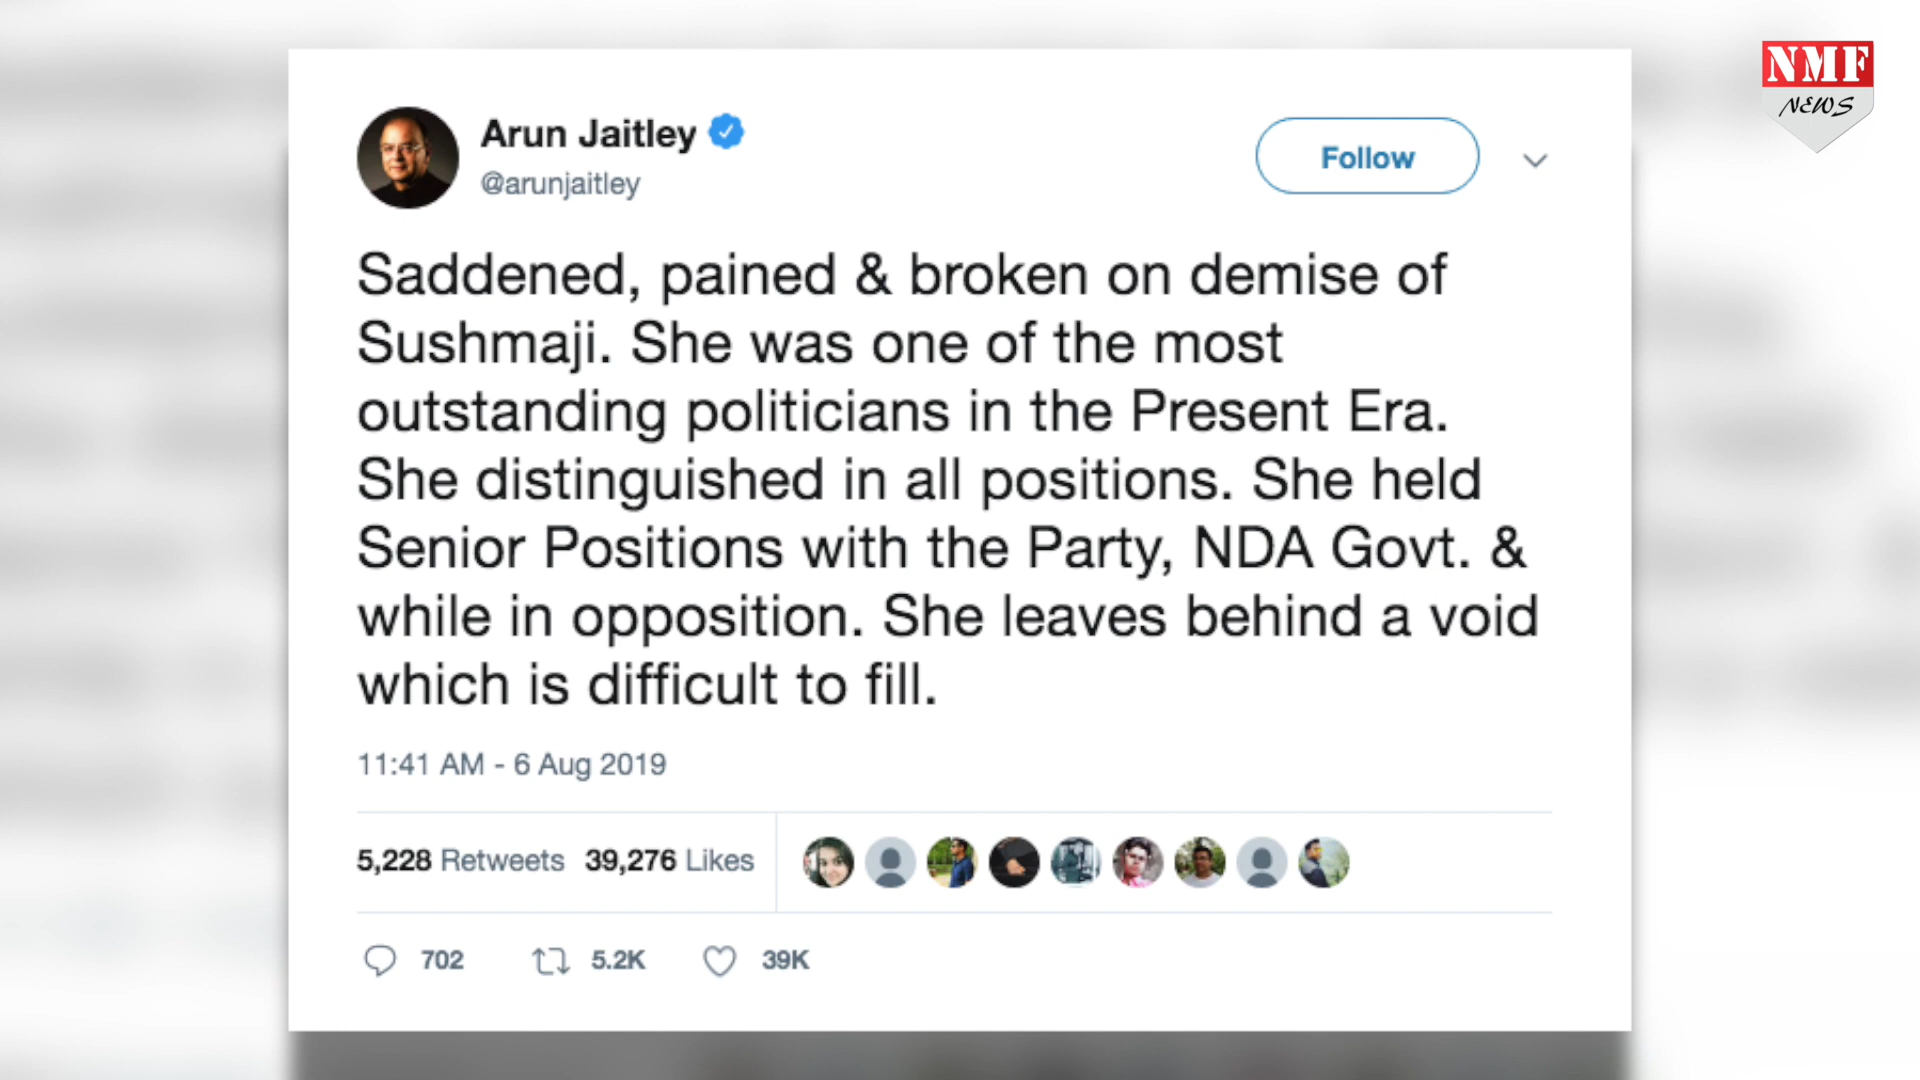 NMF
NEWS
Arun Jaitley
@arunjaitley
Follow
Saddened, pained & broken on demise of
Sushmaji. She was one of the most
outstanding politicians in the Present Era.
She distinguished in all positions. She held
Senior Positions with the Party, NDA Govt. &
while in opposition. She leaves behind a void
which is difficult to fill.
11:41 AM - 6 Aug 2019
5,228 Retweets 39,276 Likes
702 5.2K 39K